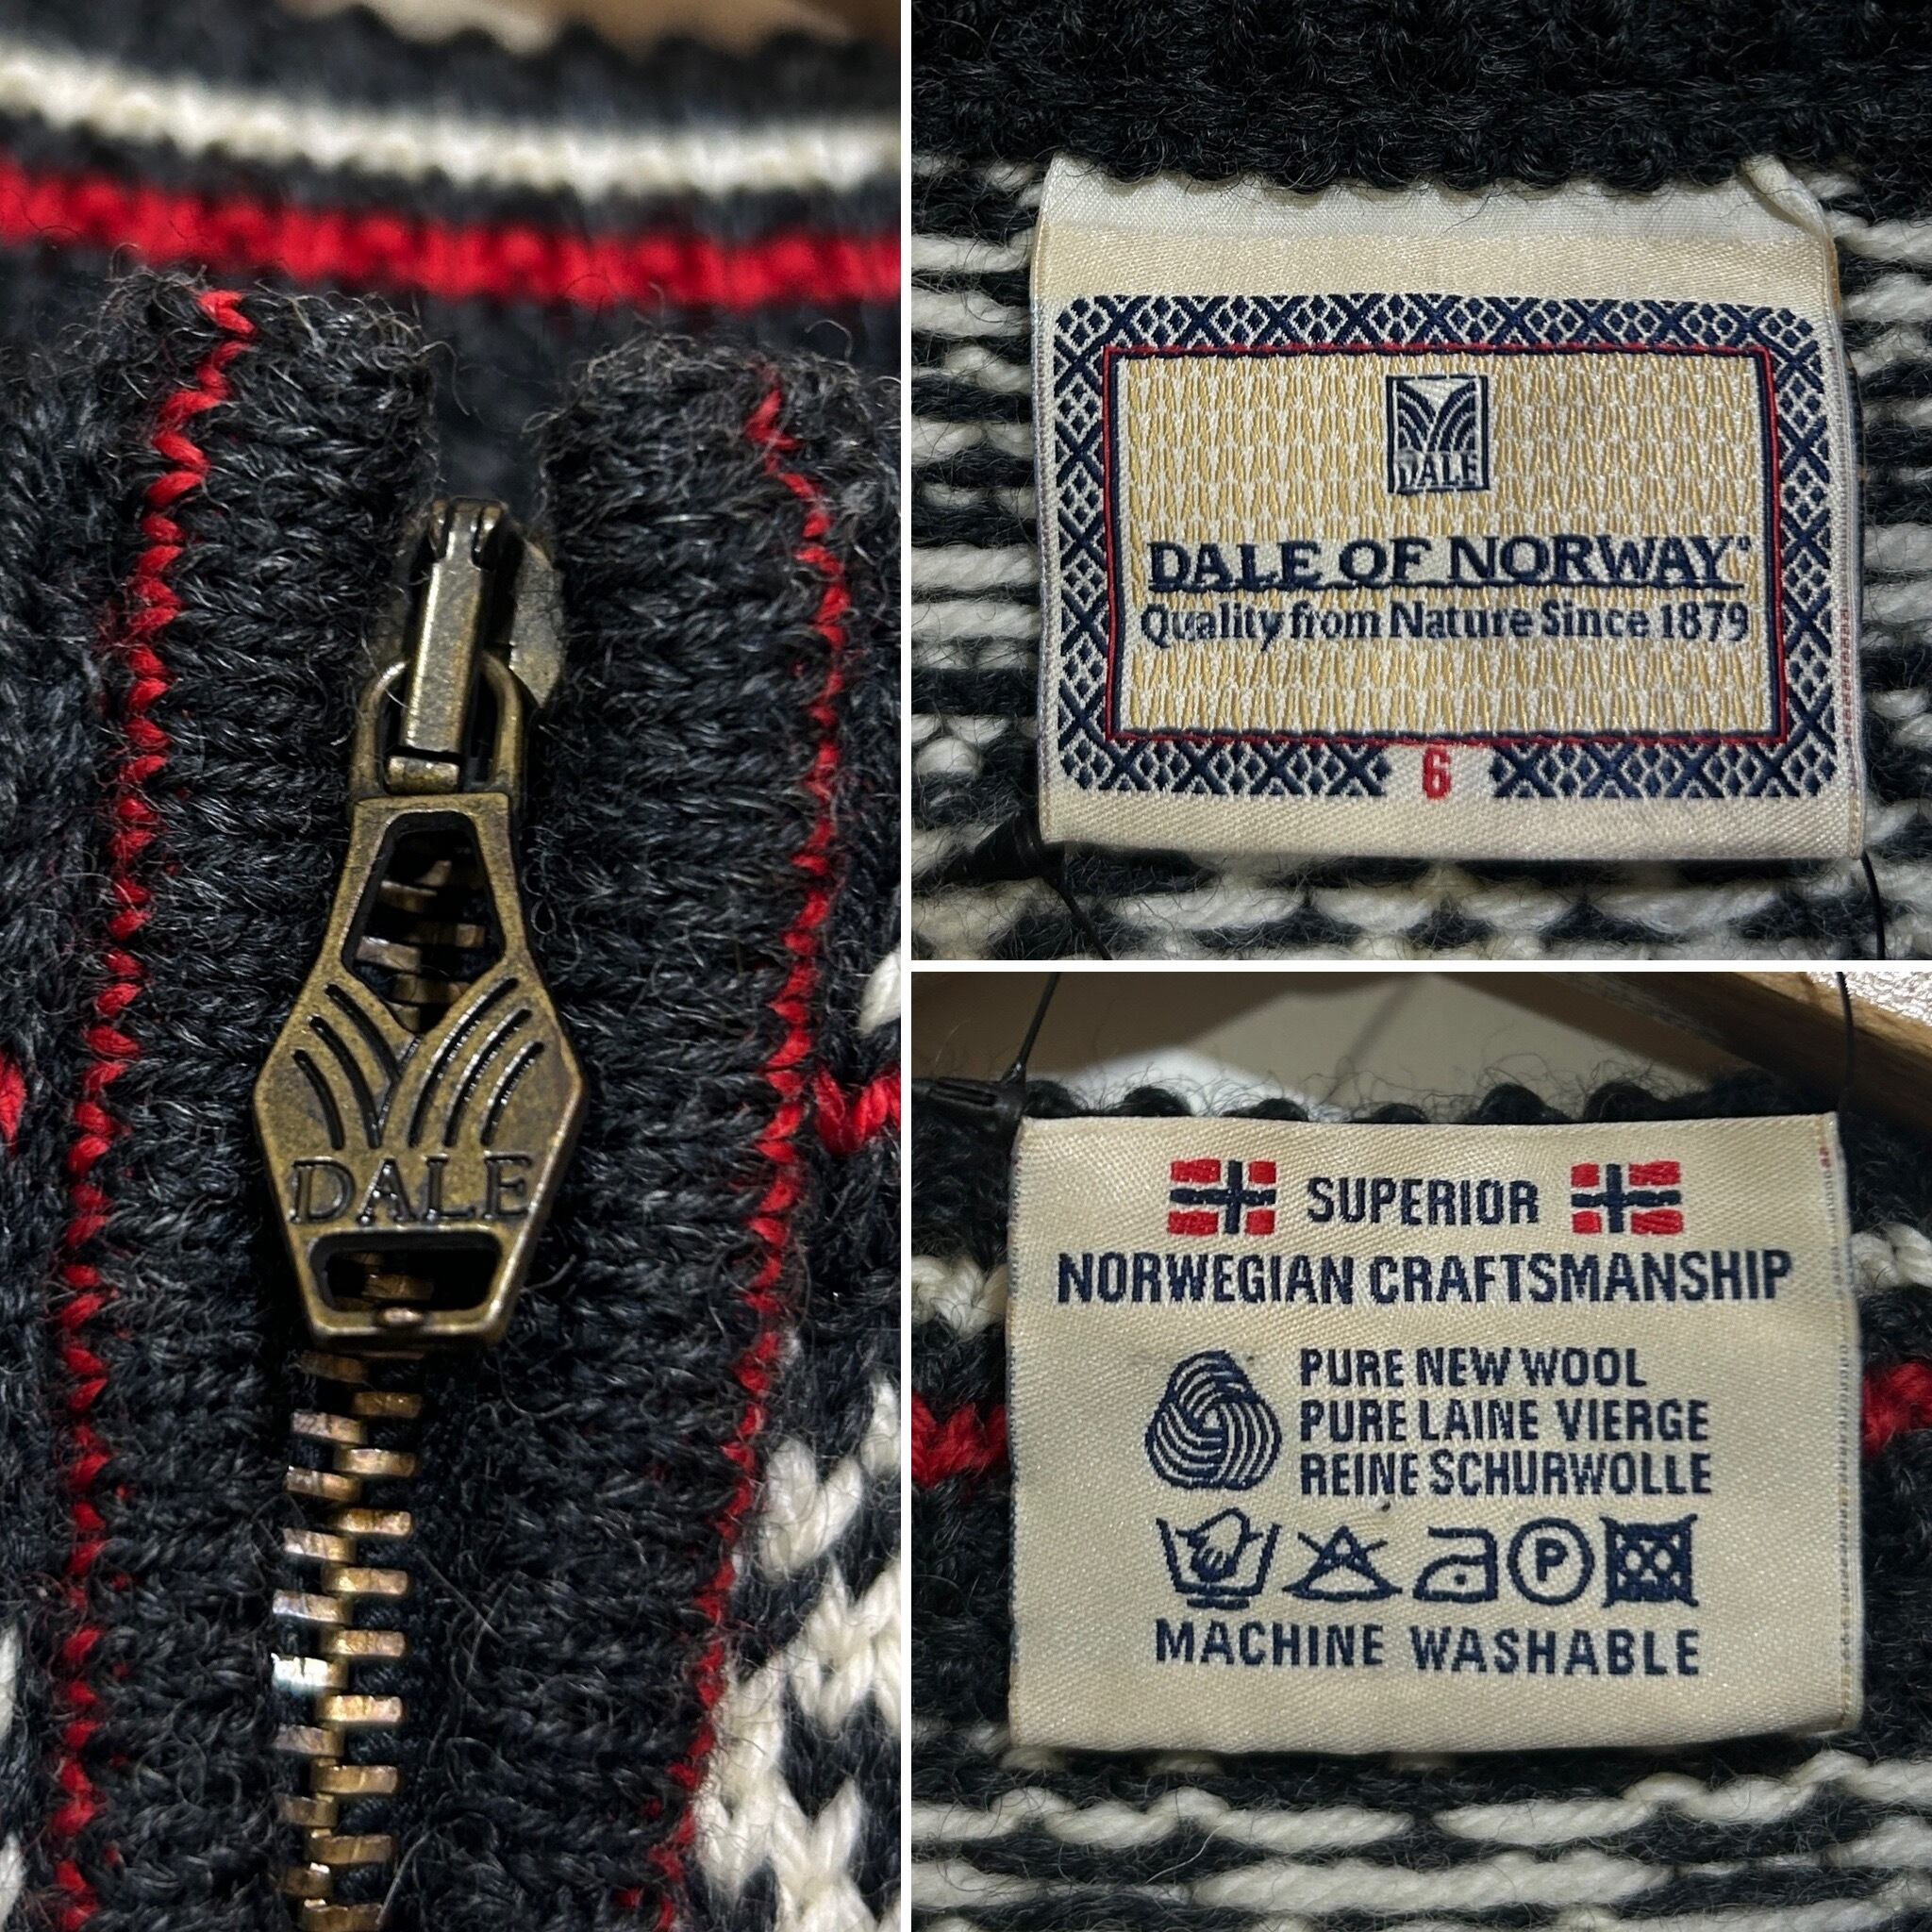 DALE
DALE
DALE OF NORWAY®
Quality from Nature Since 1879
6
SUPERIOR
NORWEGIAN CRAFTSMANSHIP
PURE NEW WOOL
PURE LAINE VIERGE
REINE SCHURWOLLE
P
MACHINE WASHABLE